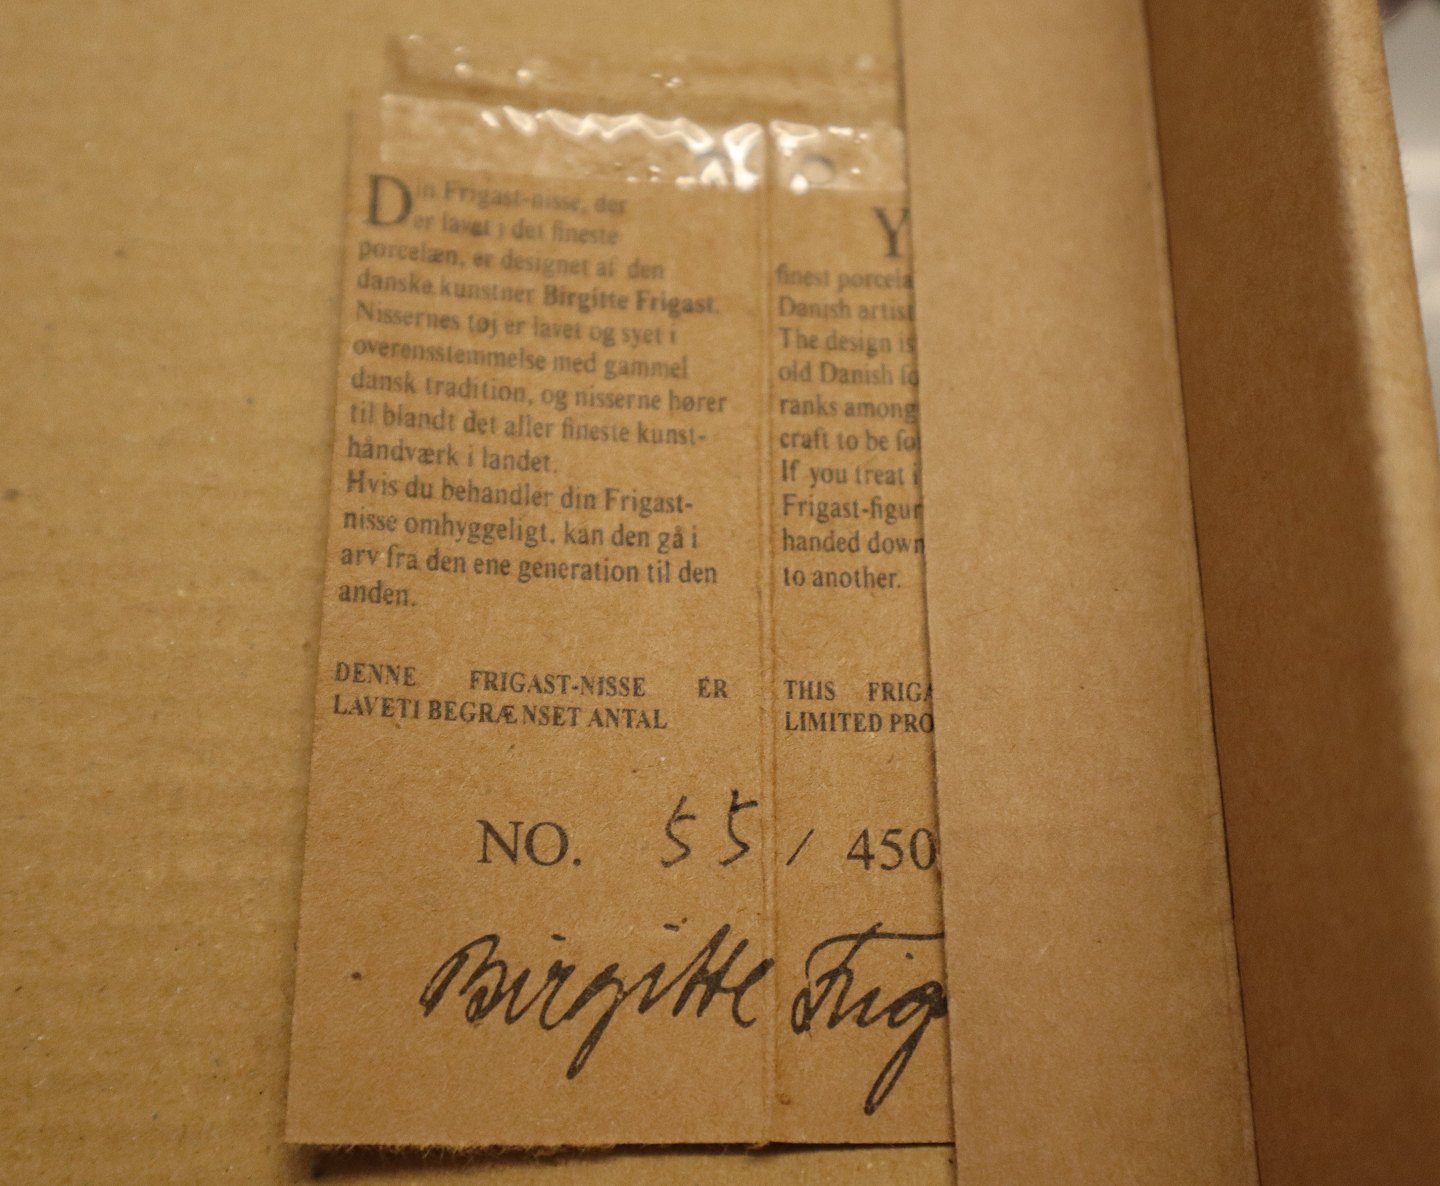 Din Frigast-nisse, der
er lavet i det fineste
porcelæn, er designet af den
danske kunstner Birgitte Frigast.
Nissernes tøj er lavet og syet i
overensstemmelse med gammel
dansk tradition, og nisserne hører
til blandt det aller fineste kunst-
håndværk i landet.
Hvis du behandler din Frigast-
nisse omhyggeligt, kan den gå i
arv fra den ene generation til den
anden.
DENNE FRIGAST-NISSE ER
LAVETI BEGRÆNSET ANTAL
Y
finest porcela
Danish artist
The design is
old Danish fo
ranks among
craft to be fo
If you treat i
Frigast-figur
handed down
to another.
THIS FRIGA
LIMITED PRO
NO. 55 / 450
Birgitte Frig